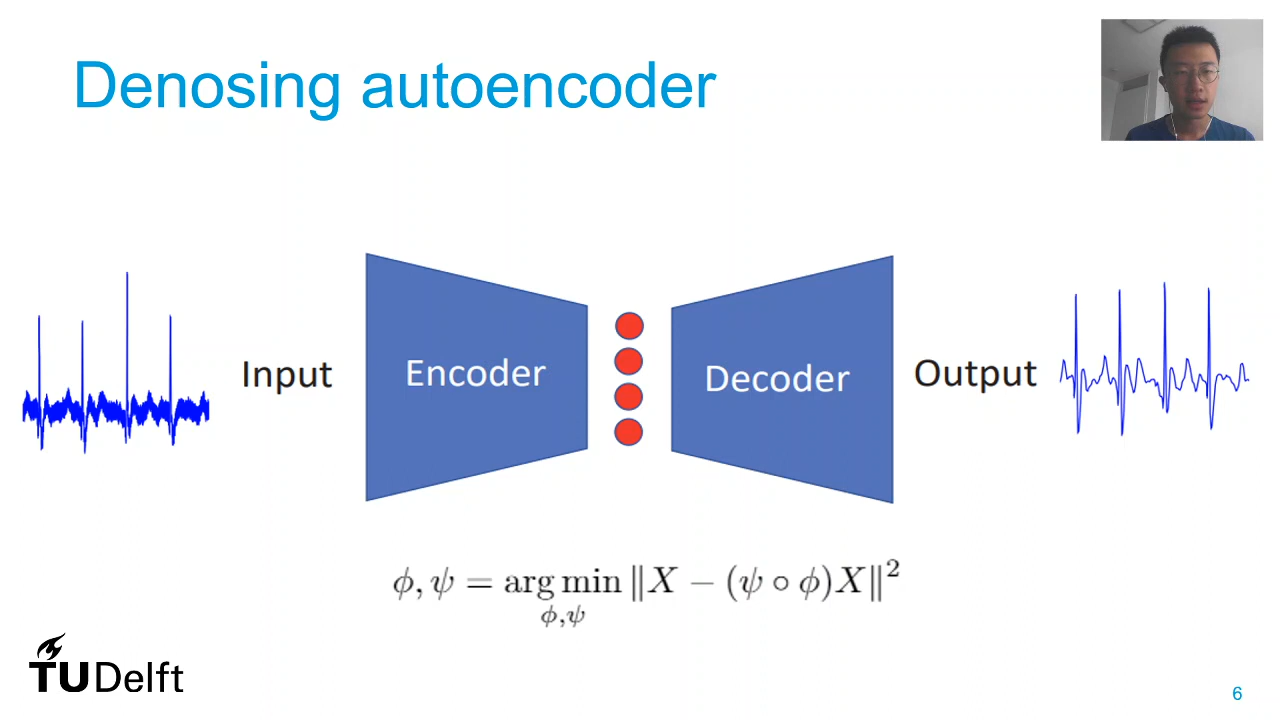 Denosing autoencoder
Input
Encoder
Decoder
Output
ϕ, ψ = arg min ‖X − (ψ ∘ ϕ)X‖²
ϕ,ψ
TUDelft
6